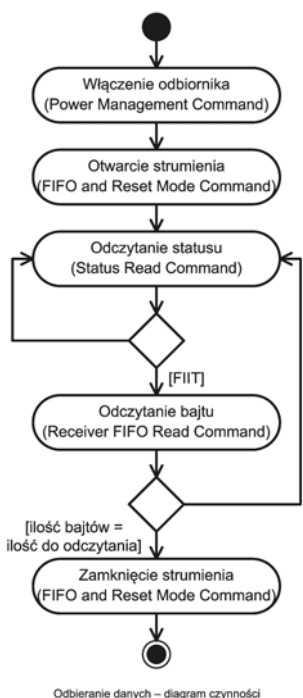 Włączenie odbiornika
(Power Management Command)
Otwarcie strumienia
(FIFO and Reset Mode Command)
Odczytanie statusu
(Status Read Command)
[FIIT]
Odczytanie bajtu
(Receiver FIFO Read Command)
[ilość bajtów =
ilość do odczytania]
Zamknięcie strumienia
(FIFO and Reset Mode Command)
Odbieranie danych – diagram czynności